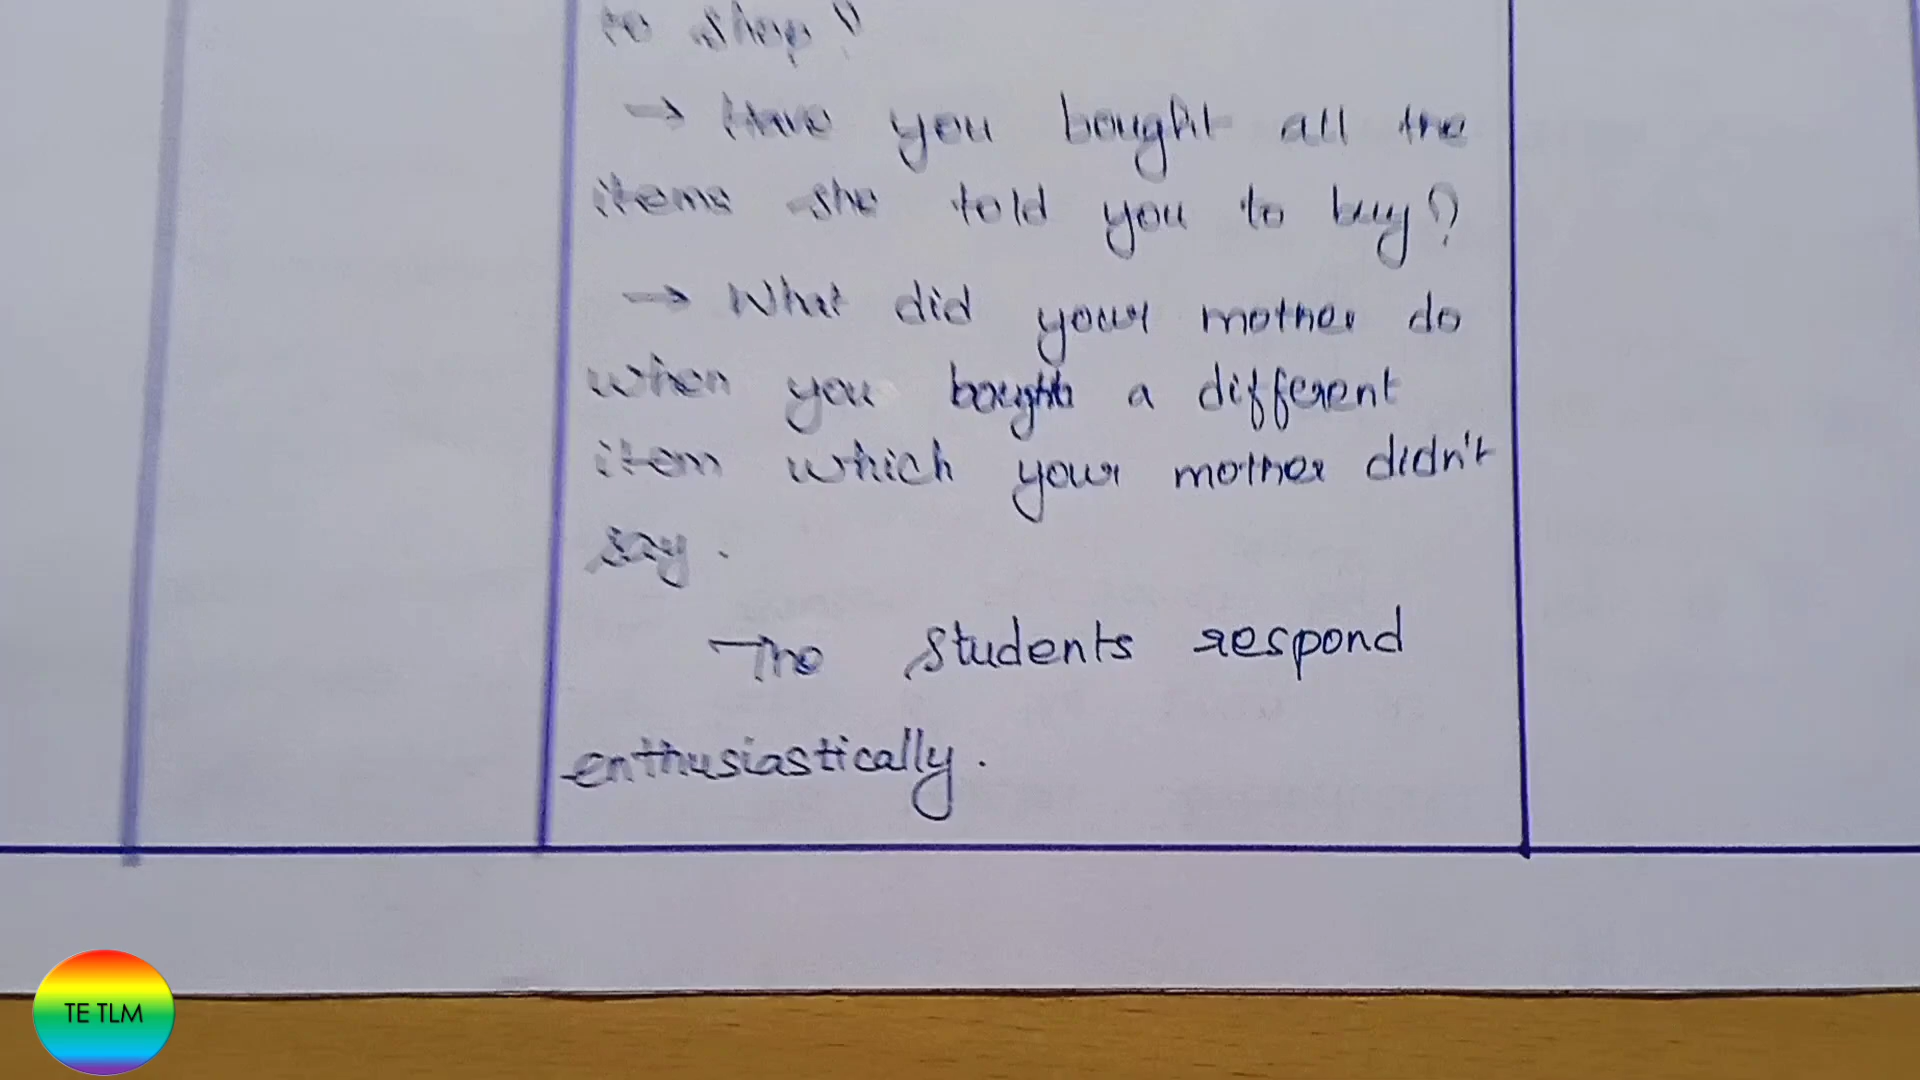 to shop?
→ Have you bought all the
items she told you to buy?
→ What did your mother do
when you bought a different
item which your mother didn't
say.
The students respond
enthusiastically.
TE TLM